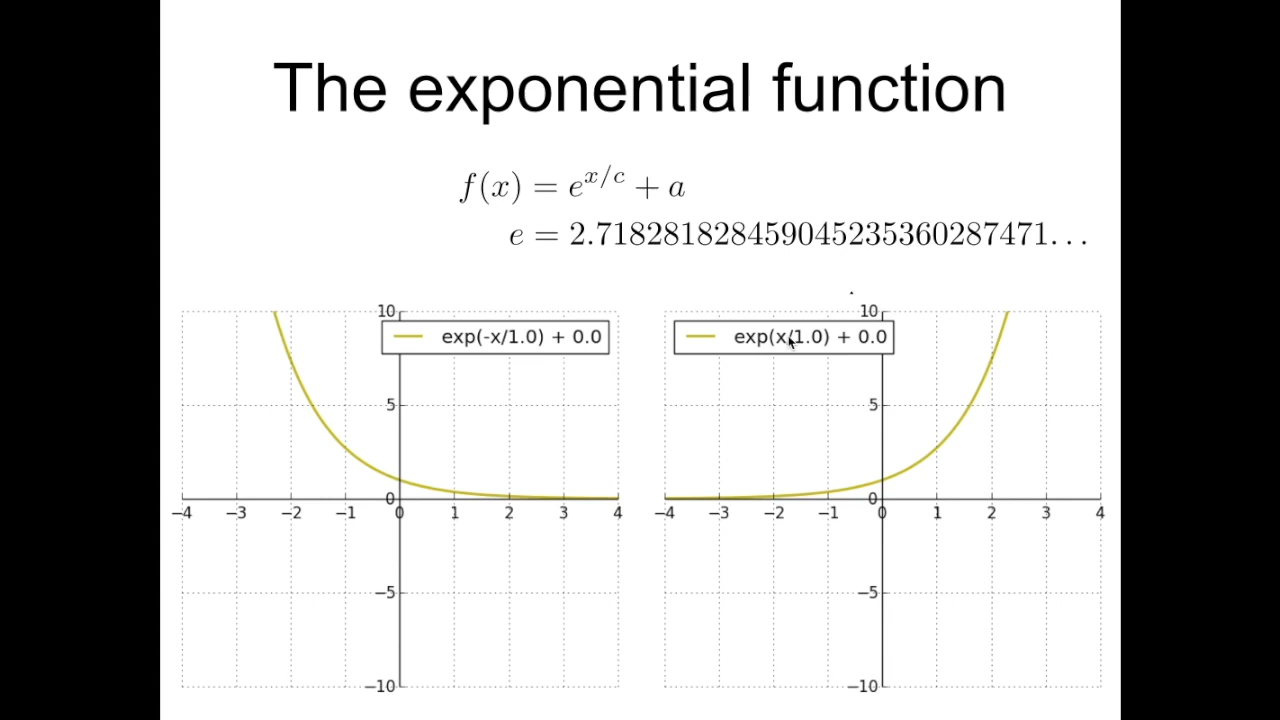 The exponential function
f(x) = e^{x/c} + a
e = 2.718281828459045235360287471...
10
exp(-x/1.0) + 0.0
5
0
−4 −3 −2 −1 0 1 2 3 4
−5
−10
10
exp(x/1.0) + 0.0
5
0
−4 −3 −2 −1 0 1 2 3 4
−5
−10